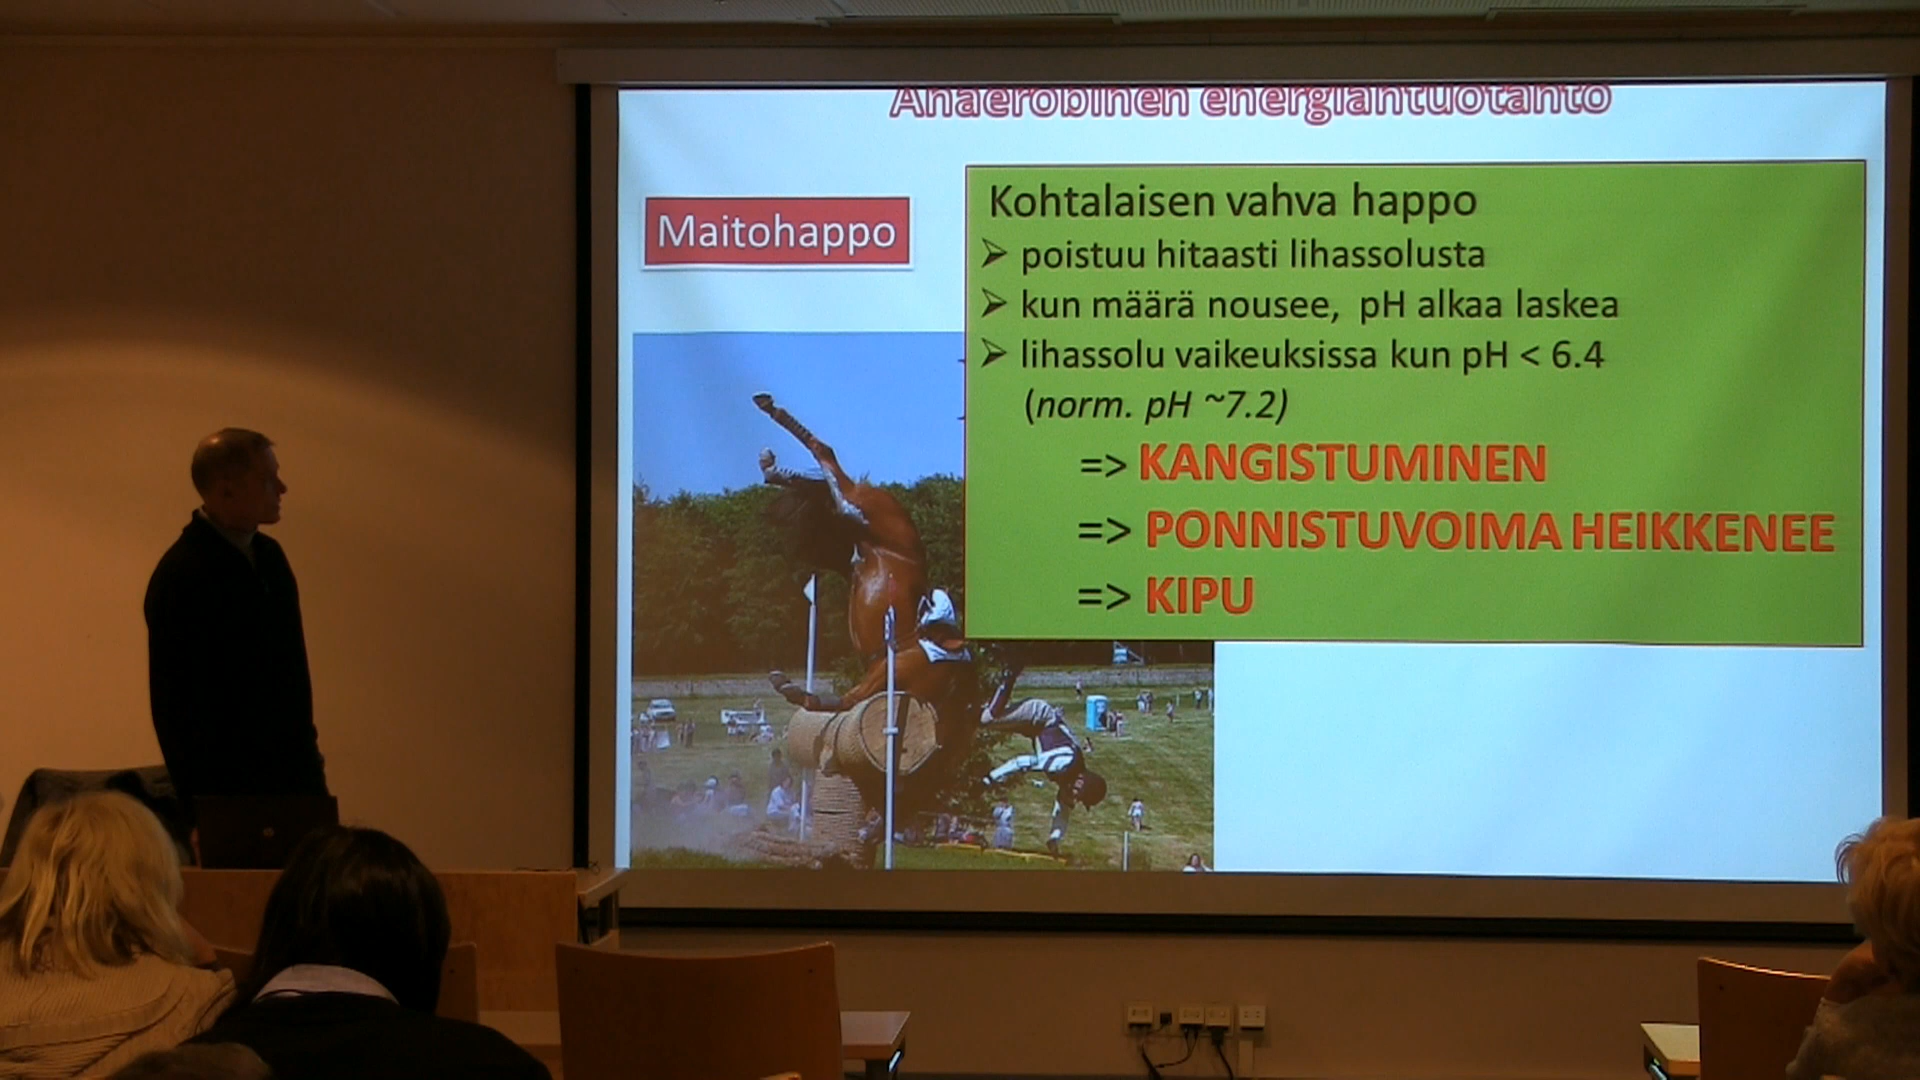 Anaerobinen energiantuotanto
Maitohappo
Kohtalaisen vahva happo
➢ poistuu hitaasti lihassolusta
➢ kun määrä nousee, pH alkaa laskea
➢ lihassolu vaikeuksissa kun pH < 6.4
(norm. pH ~7.2)
=> KANGISTUMINEN
=> PONNISTUVOIMA HEIKKENEE
=> KIPU